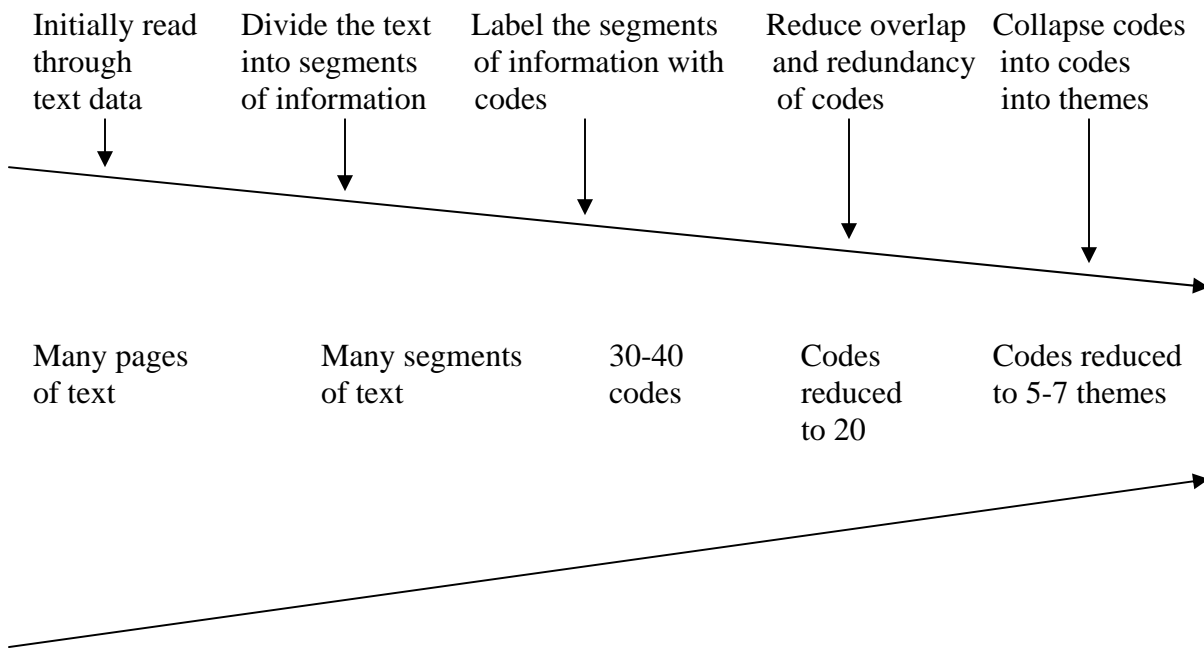 Initially read
through
text data
Divide the text
into segments
of information
Label the segments
of information with
codes
Reduce overlap
and redundancy
of codes
Collapse codes
into codes
into themes
Many pages
of text
Many segments
of text
30-40
codes
Codes
reduced
to 20
Codes reduced
to 5-7 themes